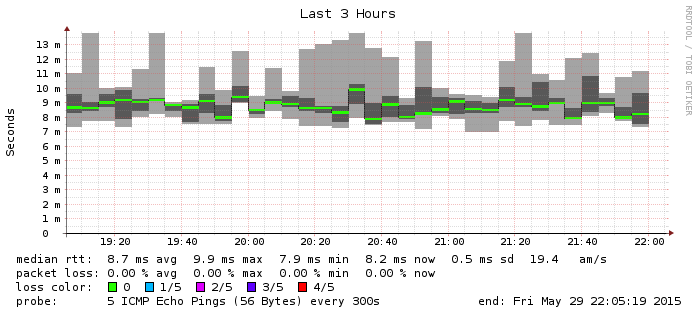 Last 3 Hours
RRDTOOL / TOBI OETIKER
Seconds
13 m
12 m
11 m
10 m
9 m
8 m
7 m
6 m
5 m
4 m
3 m
2 m
1 m
0
19:20 19:40 20:00 20:20 20:40 21:00 21:20 21:40 22:00
median rtt: 8.7 ms avg 9.9 ms max 7.9 ms min 8.2 ms now 0.5 ms sd 19.4 am/s
packet loss: 0.00 % avg 0.00 % max 0.00 % min 0.00 % now
loss color: 0 1/5 2/5 3/5 4/5
probe: 5 ICMP Echo Pings (56 Bytes) every 300s end: Fri May 29 22:05:19 2015